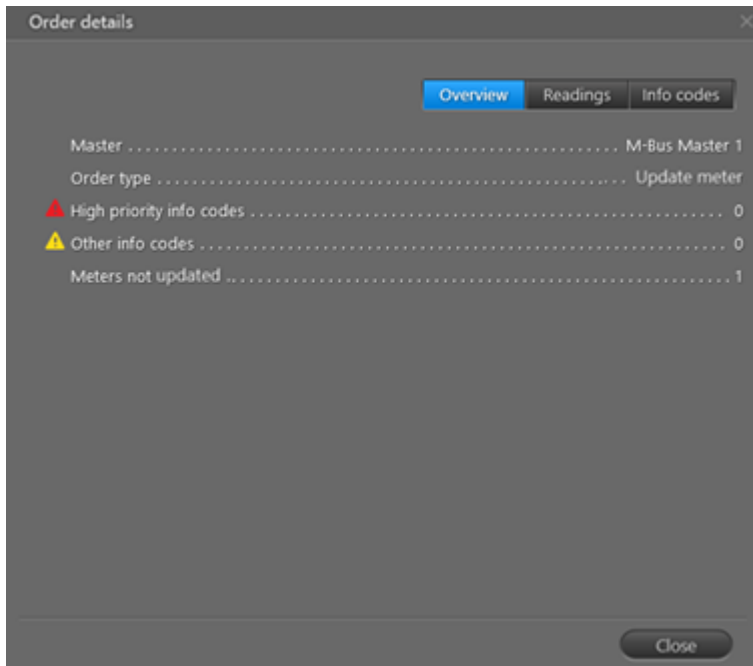 Order details
Overview Readings Info codes
Master ............................................................ M-Bus Master 1
Order type ......................................................... Update meter
High priority info codes ......................................................... 0
Other info codes ................................................................ 0
Meters not updated ............................................................. 1
Close